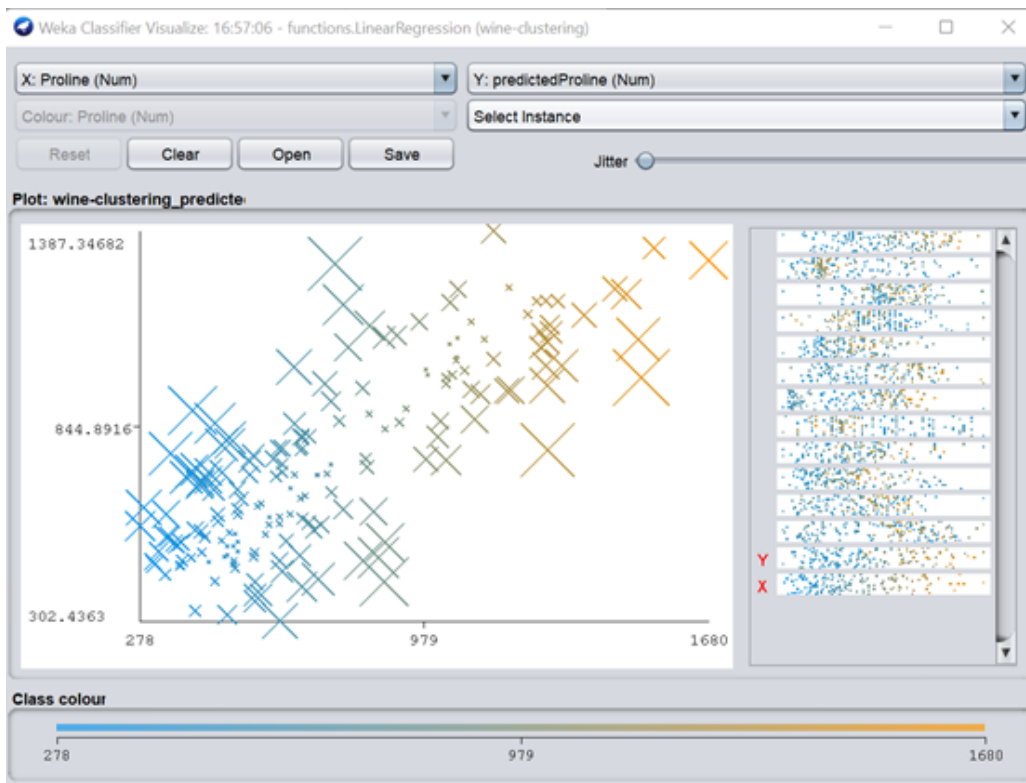 Weka Classifier Visualize: 16:57:06 - functions.LinearRegression (wine-clustering)
X: Proline (Num)
Y: predictedProline (Num)
Colour: Proline (Num)
Select Instance
Reset
Clear
Open
Save
Jitter
Plot: wine-clustering_predicte
1387.34682
844.8916
302.4363
278
979
1680
Y
X
Class colour
278
979
1680